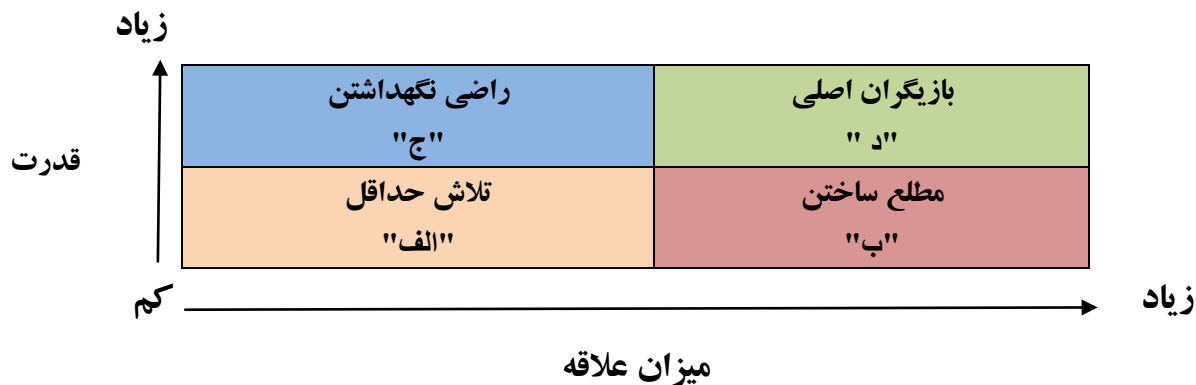 زیاد
راضی نگهداشتن
"ج"
بازیگران اصلی
"د "
قدرت
تلاش حداقل
"الف"
مطلع ساختن
"ب"
کم
زیاد
میزان علاقه